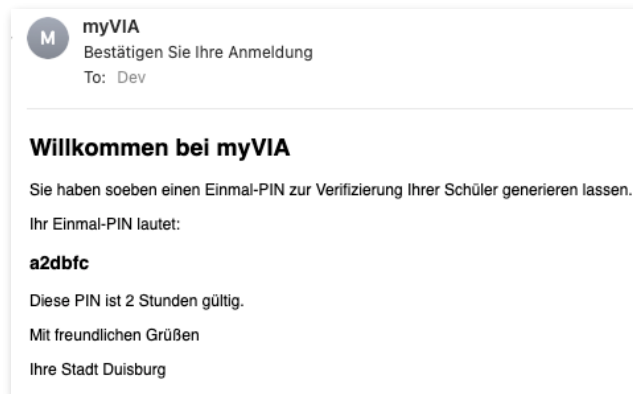 M
myVIA
Bestätigen Sie Ihre Anmeldung
To: Dev
Willkommen bei myVIA
Sie haben soeben einen Einmal-PIN zur Verifizierung Ihrer Schüler generieren lassen.
Ihr Einmal-PIN lautet:
a2dbfc
Diese PIN ist 2 Stunden gültig.
Mit freundlichen Grüßen
Ihre Stadt Duisburg